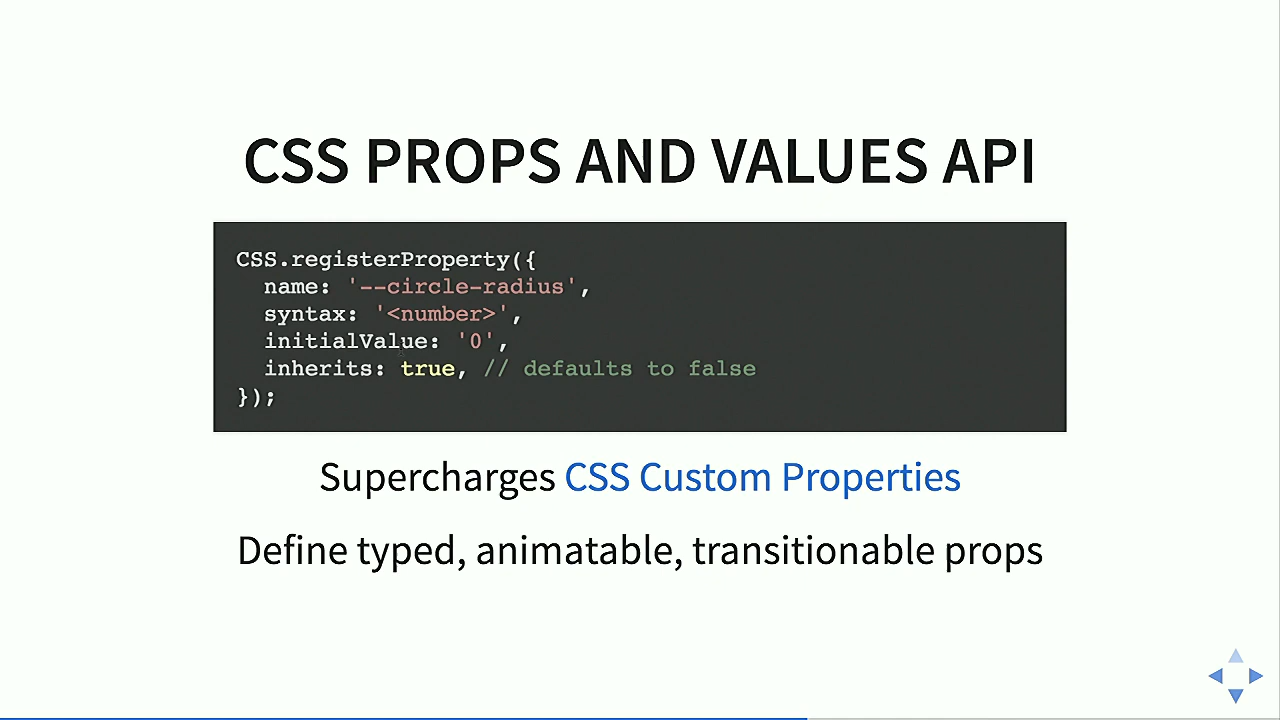 CSS PROPS AND VALUES API
CSS.registerProperty({
  name: '--circle-radius',
  syntax: '<number>',
  initialValue: '0',
  inherits: true, // defaults to false
});
Supercharges CSS Custom Properties
Define typed, animatable, transitionable props